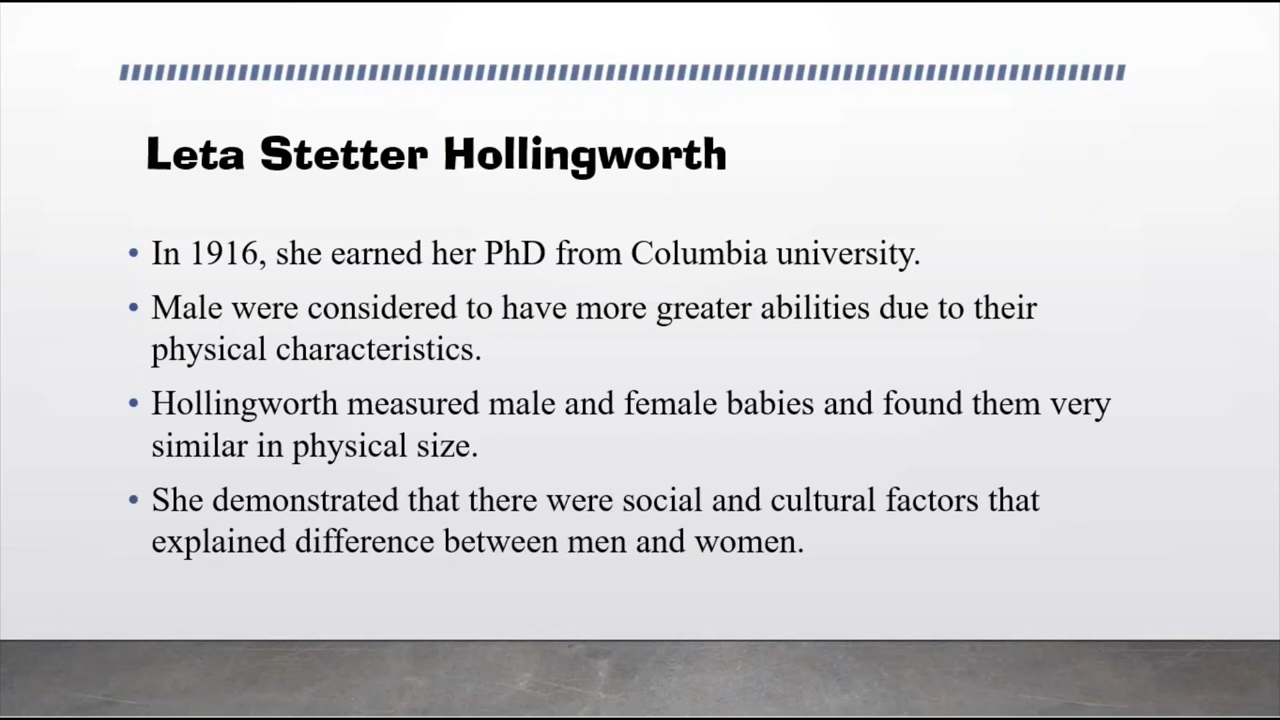 Leta Stetter Hollingworth
• In 1916, she earned her PhD from Columbia university.
• Male were considered to have more greater abilities due to their
physical characteristics.
• Hollingworth measured male and female babies and found them very
similar in physical size.
• She demonstrated that there were social and cultural factors that
explained difference between men and women.